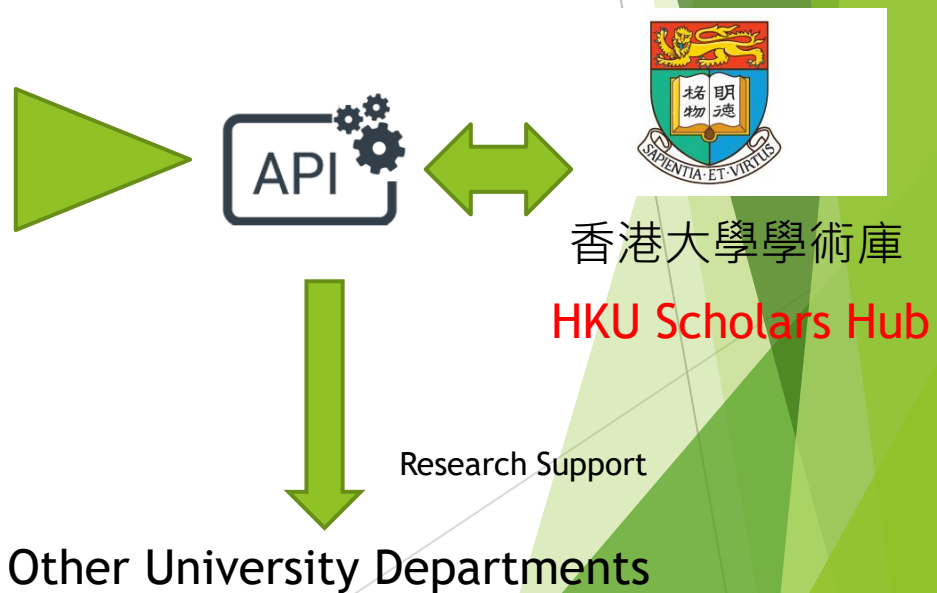 API
明德
格物
SAPIENTIA·ET·VIRTUS
香港大學學術庫
HKU Scholars Hub
Research Support
Other University Departments